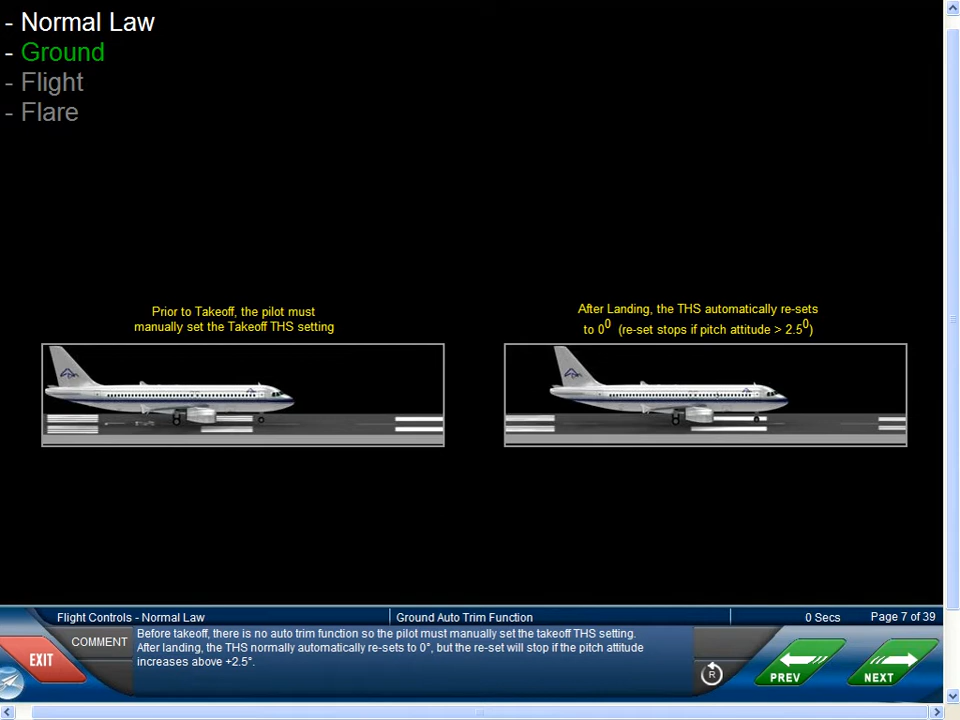 - Normal Law
- Ground
- Flight
- Flare
Prior to Takeoff, the pilot must
manually set the Takeoff THS setting
After Landing, the THS automatically re-sets
to 0⁰ (re-set stops if pitch attitude > 2.5⁰)
Flight Controls - Normal Law
Ground Auto Trim Function
0 Secs
Page 7 of 39
EXIT
COMMENT
Before takeoff, there is no auto trim function so the pilot must manually set the takeoff THS setting.
After landing, the THS normally automatically re-sets to 0°, but the re-set will stop if the pitch attitude
increases above +2.5°.
R
PREV
NEXT